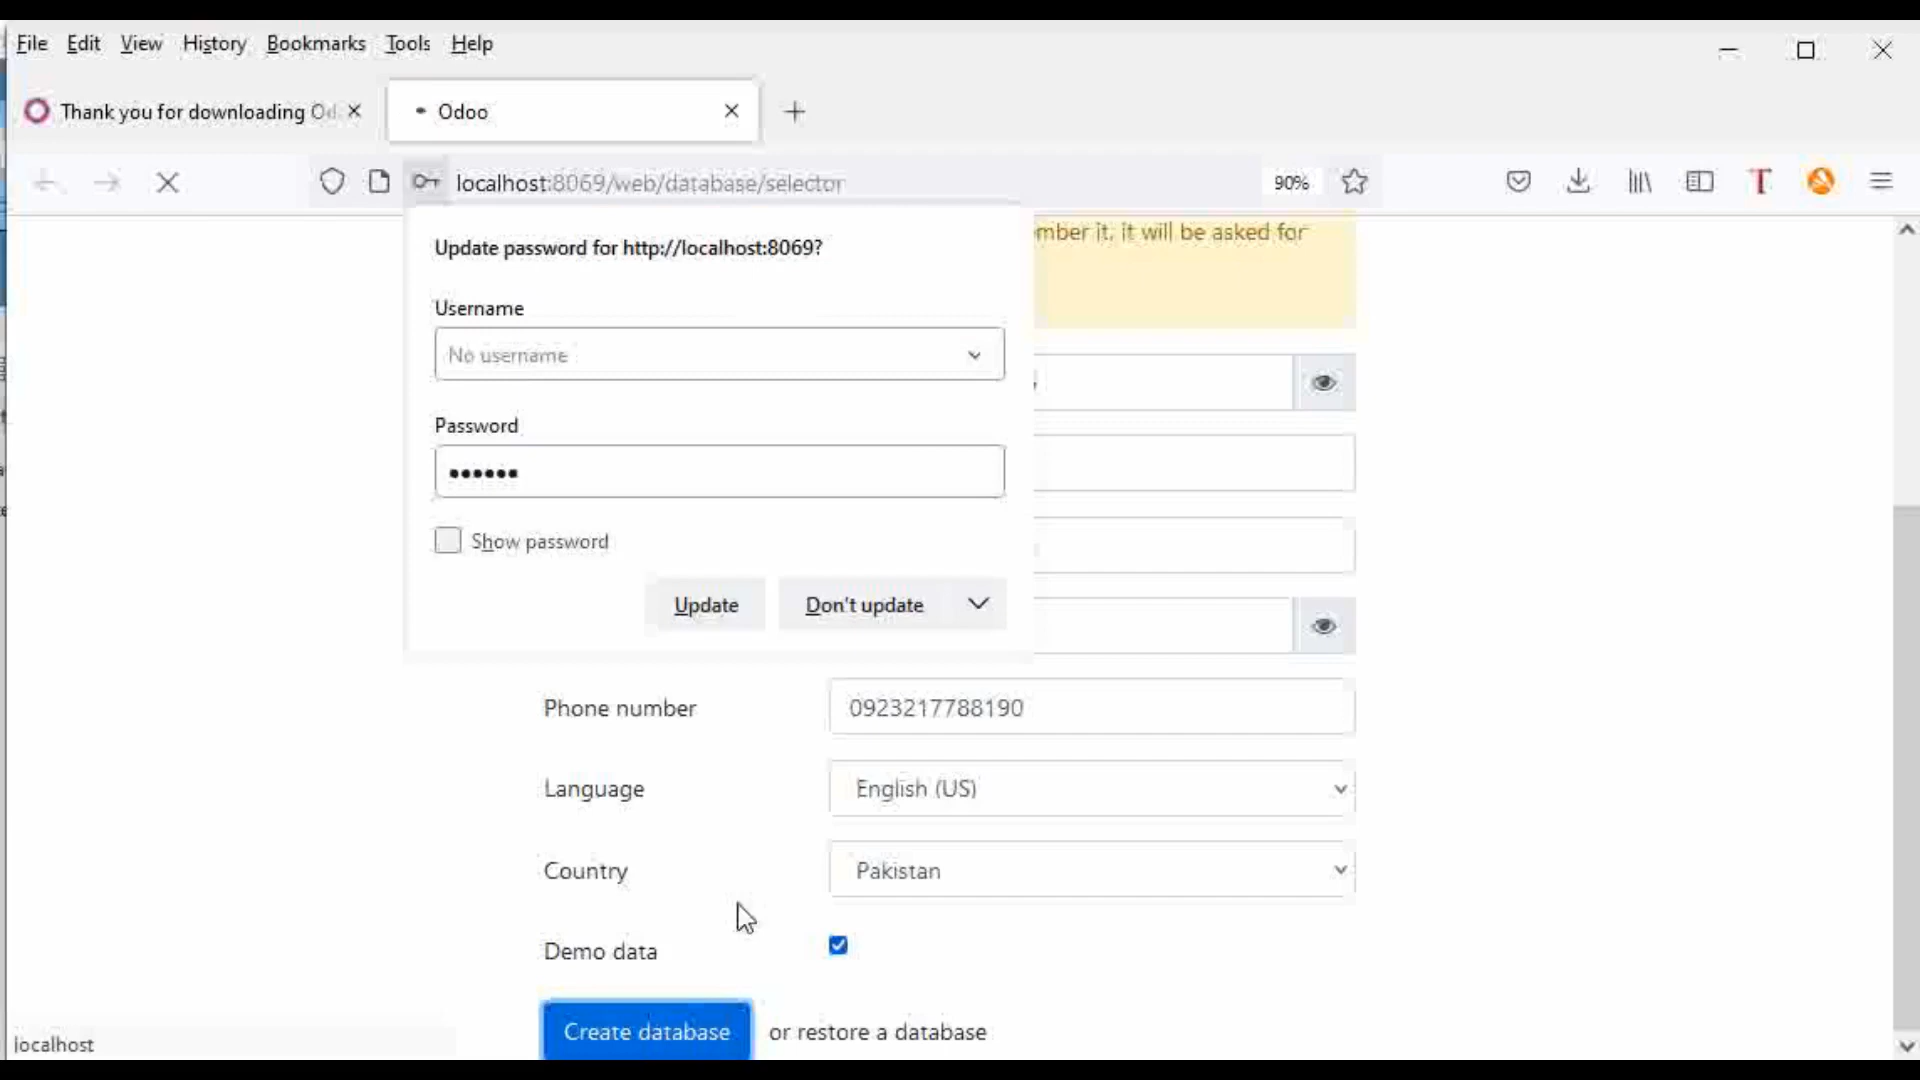 File Edit View History Bookmarks Tools Help
Thank you for downloading Od
Odoo
localhost:8069/web/database/selector
90%
mber it, it will be asked for
Update password for http://localhost:8069?
Username
No username
Password
••••••
Show password
Update
Don't update
Phone number
0923217788190
Language
English (US)
Country
Pakistan
Demo data
Create database or restore a database
localhost